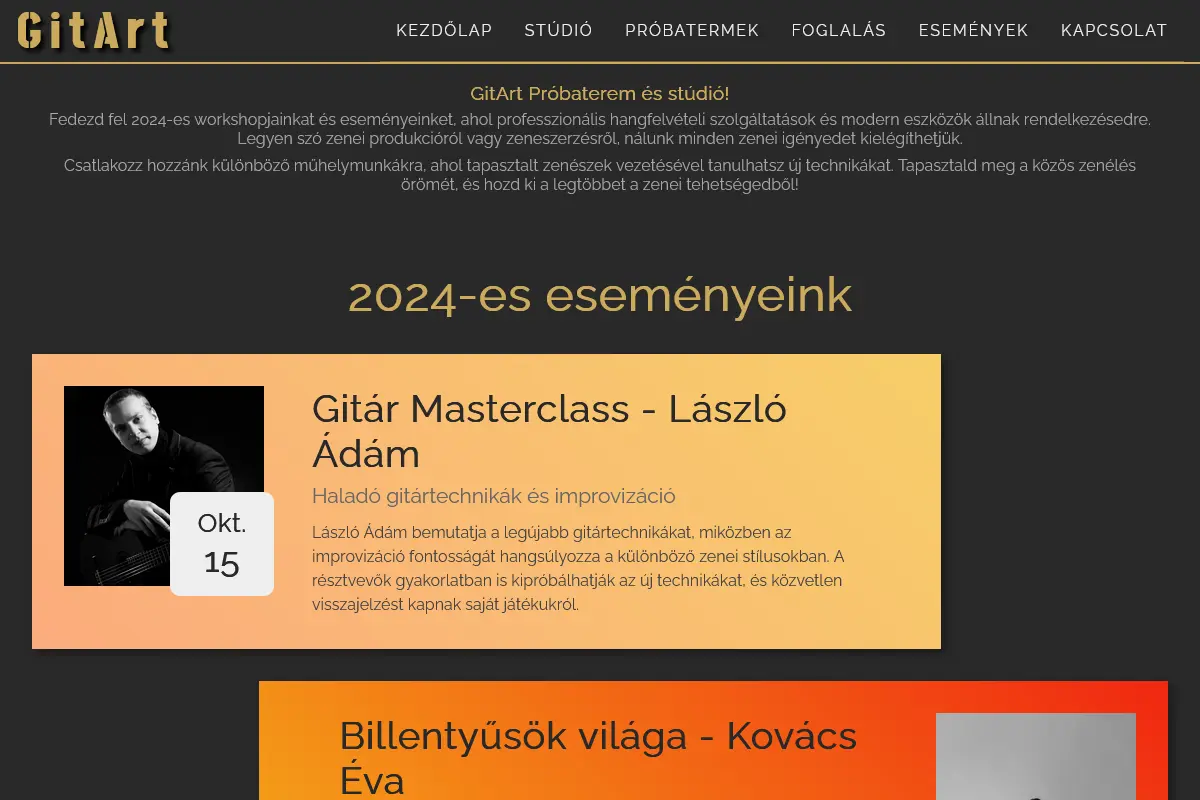 GitArt
KEZDŐLAP STÚDIÓ PRÓBATERMEK FOGLALÁS ESEMÉNYEK KAPCSOLAT
GitArt Próbaterem és stúdió!
Fedezd fel 2024-es workshopjainkat és eseményeinket, ahol professzionális hangfelvételi szolgáltatások és modern eszközök állnak rendelkezésedre.
Legyen szó zenei produkcióról vagy zeneszerzésről, nálunk minden zenei igényedet kielégíthetjük.
Csatlakozz hozzánk különböző műhelymunkákra, ahol tapasztalt zenészek vezetésével tanulhatsz új technikákat. Tapasztald meg a közös zenélés
örömét, és hozd ki a legtöbbet a zenei tehetségedből!
2024-es eseményeink
Okt.
15
Gitár Masterclass - László
Ádám
Haladó gitártechnikák és improvizáció
László Ádám bemutatja a legújabb gitártechnikákat, miközben az
improvizáció fontosságát hangsúlyozza a különböző zenei stílusokban. A
résztvevők gyakorlatban is kipróbálhatják az új technikákat, és közvetlen
visszajelzést kapnak saját játékukról.
Billentyűsök világa - Kovács
Éva